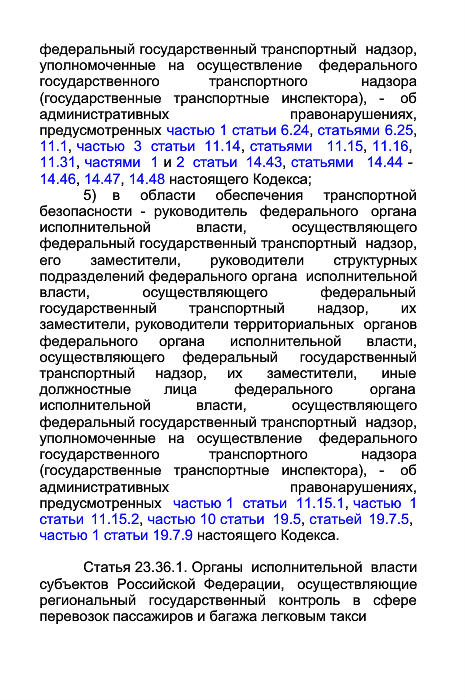 федеральный государственный транспортный надзор,
уполномоченные на осуществление федерального
государственного транспортного надзора
(государственные транспортные инспектора), - об
административных правонарушениях,
предусмотренных частью 1 статьи 6.24, статьями 6.25,
11.1, частью 3 статьи 11.14, статьями 11.15, 11.16,
11.31, частями 1 и 2 статьи 14.43, статьями 14.44 -
14.46, 14.47, 14.48 настоящего Кодекса;
5) в области обеспечения транспортной
безопасности - руководитель федерального органа
исполнительной власти, осуществляющего
федеральный государственный транспортный надзор,
его заместители, руководители структурных
подразделений федерального органа исполнительной
власти, осуществляющего федеральный
государственный транспортный надзор, их
заместители, руководители территориальных органов
федерального органа исполнительной власти,
осуществляющего федеральный государственный
транспортный надзор, их заместители, иные
должностные лица федерального органа
исполнительной власти, осуществляющего
федеральный государственный транспортный надзор,
уполномоченные на осуществление федерального
государственного транспортного надзора
(государственные транспортные инспектора), - об
административных правонарушениях,
предусмотренных частью 1 статьи 11.15.1, частью 1
статьи 11.15.2, частью 10 статьи 19.5, статьей 19.7.5,
частью 1 статьи 19.7.9 настоящего Кодекса.
Статья 23.36.1. Органы исполнительной власти
субъектов Российской Федерации, осуществляющие
региональный государственный контроль в сфере
перевозок пассажиров и багажа легковым такси